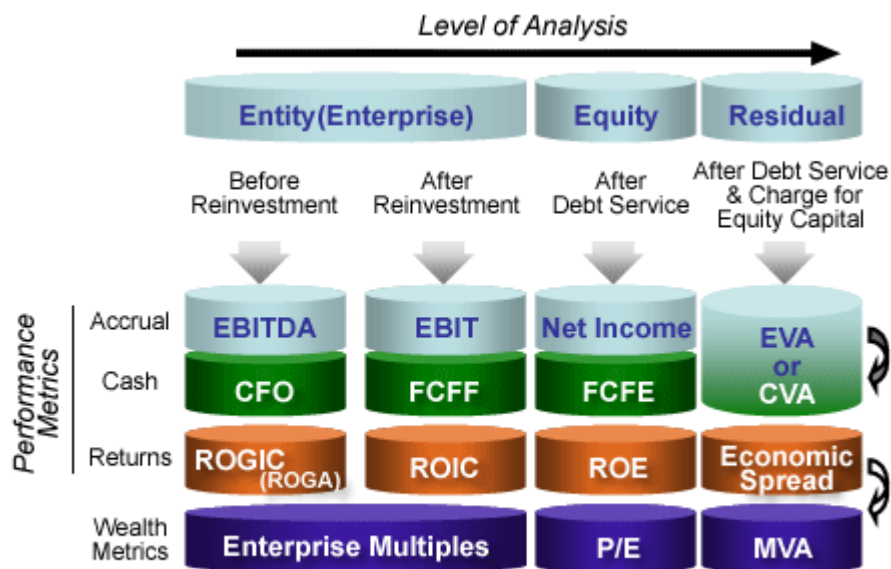 Level of Analysis
Entity(Enterprise) Equity Residual
Before
Reinvestment
After
Reinvestment
After
Debt Service
After Debt Service
& Charge for
Equity Capital
Performance
Metrics
Accrual EBITDA EBIT Net Income EVA
or
Cash CFO FCFF FCFE CVA
Returns ROGIC
(ROGA)
ROIC ROE Economic
Spread
Wealth
Metrics
Enterprise Multiples P/E MVA